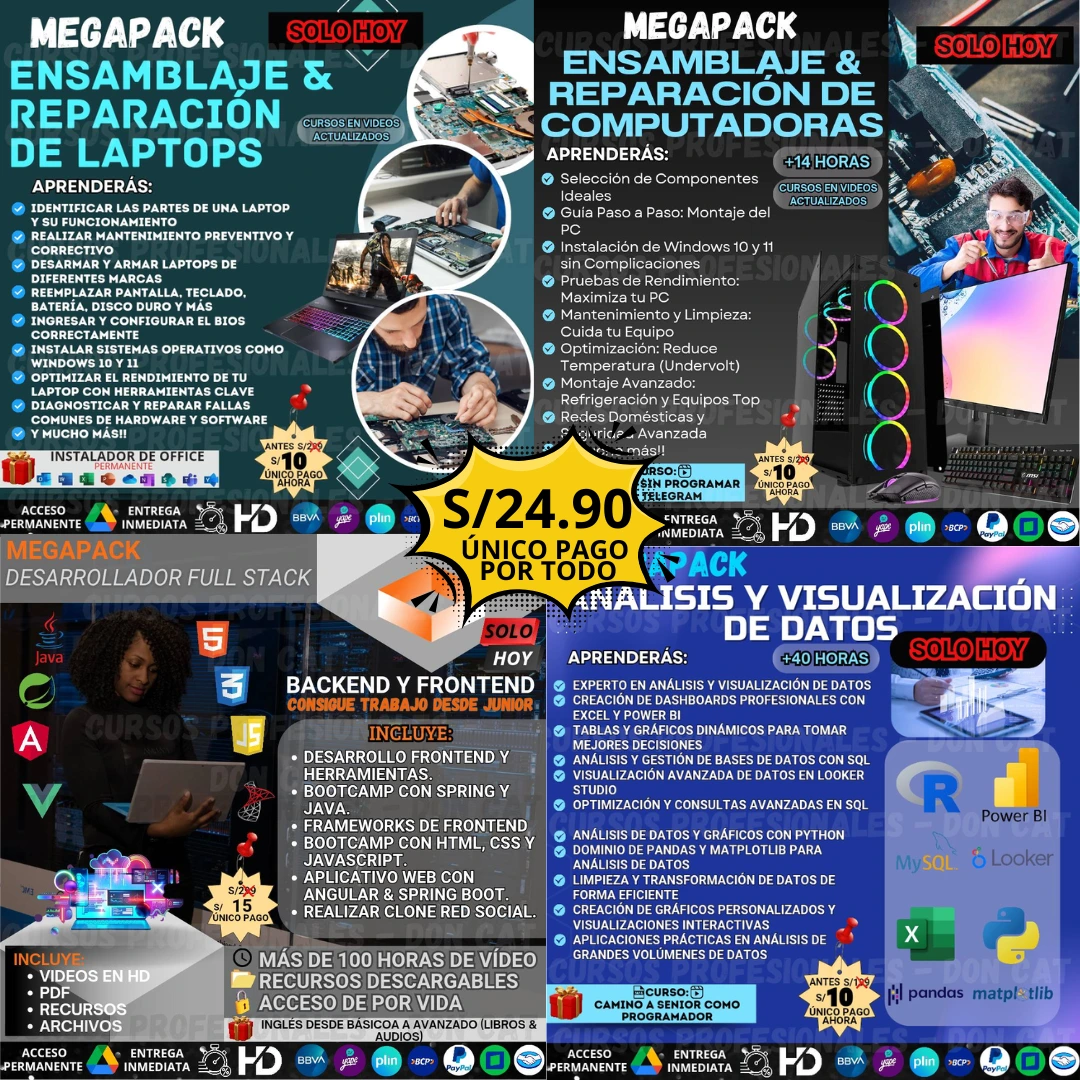 MEGAPACK
SOLO HOY
ENSAMBLAJE &
REPARACIÓN
DE LAPTOPS
CURSOS EN VIDEOS
ACTUALIZADOS
APRENDERÁS:
IDENTIFICAR LAS PARTES DE UNA LAPTOP
Y SU FUNCIONAMIENTO
REALIZAR MANTENIMIENTO PREVENTIVO Y
CORRECTIVO
DESARMAR Y ARMAR LAPTOPS DE
DIFERENTES MARCAS
REEMPLAZAR PANTALLA, TECLADO,
BATERÍA, DISCO DURO Y MÁS
INGRESAR Y CONFIGURAR EL BIOS
CORRECTAMENTE
INSTALAR SISTEMAS OPERATIVOS COMO
WINDOWS 10 Y 11
OPTIMIZAR EL RENDIMIENTO DE TU
LAPTOP CON HERRAMIENTAS CLAVE
DIAGNOSTICAR Y REPARAR FALLAS
COMUNES DE HARDWARE Y SOFTWARE
Y MUCHO MÁS!!
INSTALADOR DE OFFICE
PERMANENTE
ANTES S/299
S/ 10
ÚNICO PAGO
AHORA
ACCESO
PERMANENTE
ENTREGA
INMEDIATA
HD
BBVA
yape
plin
MEGAPACK
SOLO HOY
ENSAMBLAJE &
REPARACIÓN DE
COMPUTADORAS
APRENDERÁS:
+14 HORAS
CURSOS EN VIDEOS
ACTUALIZADOS
Selección de Componentes
Ideales
Guía Paso a Paso: Montaje del
PC
Instalación de Windows 10 y 11
sin Complicaciones
Pruebas de Rendimiento:
Maximiza tu PC
Mantenimiento y Limpieza:
Cuida tu Equipo
Optimización: Reduce
Temperatura (Undervolt)
Montaje Avanzado:
Refrigeración y Equipos Top
Redes Domésticas y
Seguridad Avanzada
más!!
CURSO:
SIN PROGRAMAR
TELEGRAM
ANTES S/299
S/ 10
ÚNICO PAGO
AHORA
msi
ENTREGA
INMEDIATA
HD
BBVA
yape
plin
BCP
PayPal
S/24.90
ÚNICO PAGO
POR TODO
MEGAPACK
DESARROLLADOR FULL STACK
SOLO
HOY
Java
5
3
JS
A
BACKEND Y FRONTEND
CONSIGUE TRABAJO DESDE JUNIOR
INCLUYE:
DESARROLLO FRONTEND Y
HERRAMIENTAS.
BOOTCAMP CON SPRING Y
JAVA.
FRAMEWORKS DE FRONTEND
BOOTCAMP CON HTML, CSS Y
JAVASCRIPT.
APLICATIVO WEB CON
ANGULAR & SPRING BOOT.
REALIZAR CLONE RED SOCIAL.
S/299
S/ 15
ÚNICO PAGO
INCLUYE:
VIDEOS EN HD
PDF
RECURSOS
ARCHIVOS
MÁS DE 100 HORAS DE VÍDEO
RECURSOS DESCARGABLES
ACCESO DE POR VIDA
INGLÉS DESDE BÁSICOA A AVANZADO (LIBROS &
AUDIOS)
ACCESO
PERMANENTE
ENTREGA
INMEDIATA
HD
BBVA
yape
plin
BCP
PayPal
PACK
ANÁLISIS Y VISUALIZACIÓN
DE DATOS
APRENDERÁS:
+40 HORAS
SOLO HOY
EXPERTO EN ANÁLISIS Y VISUALIZACIÓN DE DATOS
CREACIÓN DE DASHBOARDS PROFESIONALES CON
EXCEL Y POWER BI
TABLAS Y GRÁFICOS DINÁMICOS PARA TOMAR
MEJORES DECISIONES
ANÁLISIS Y GESTIÓN DE BASES DE DATOS CON SQL
VISUALIZACIÓN AVANZADA DE DATOS EN LOOKER
STUDIO
OPTIMIZACIÓN Y CONSULTAS AVANZADAS EN SQL
ANÁLISIS DE DATOS Y GRÁFICOS CON PYTHON
DOMINIO DE PANDAS Y MATPLOTLIB PARA
ANÁLISIS DE DATOS
LIMPIEZA Y TRANSFORMACIÓN DE DATOS DE
FORMA EFICIENTE
CREACIÓN DE GRÁFICOS PERSONALIZADOS Y
VISUALIZACIONES INTERACTIVAS
APLICACIONES PRÁCTICAS EN ANÁLISIS DE
GRANDES VOLÚMENES DE DATOS
R
Power BI
MySQL
Looker
X
pandas
matplotlib
CURSO:
CAMINO A SENIOR COMO
PROGRAMADOR
ANTES S/199
S/ 10
ÚNICO PAGO
AHORA
ACCESO
PERMANENTE
ENTREGA
INMEDIATA
HD
BBVA
yape
plin
BCP
PayPal